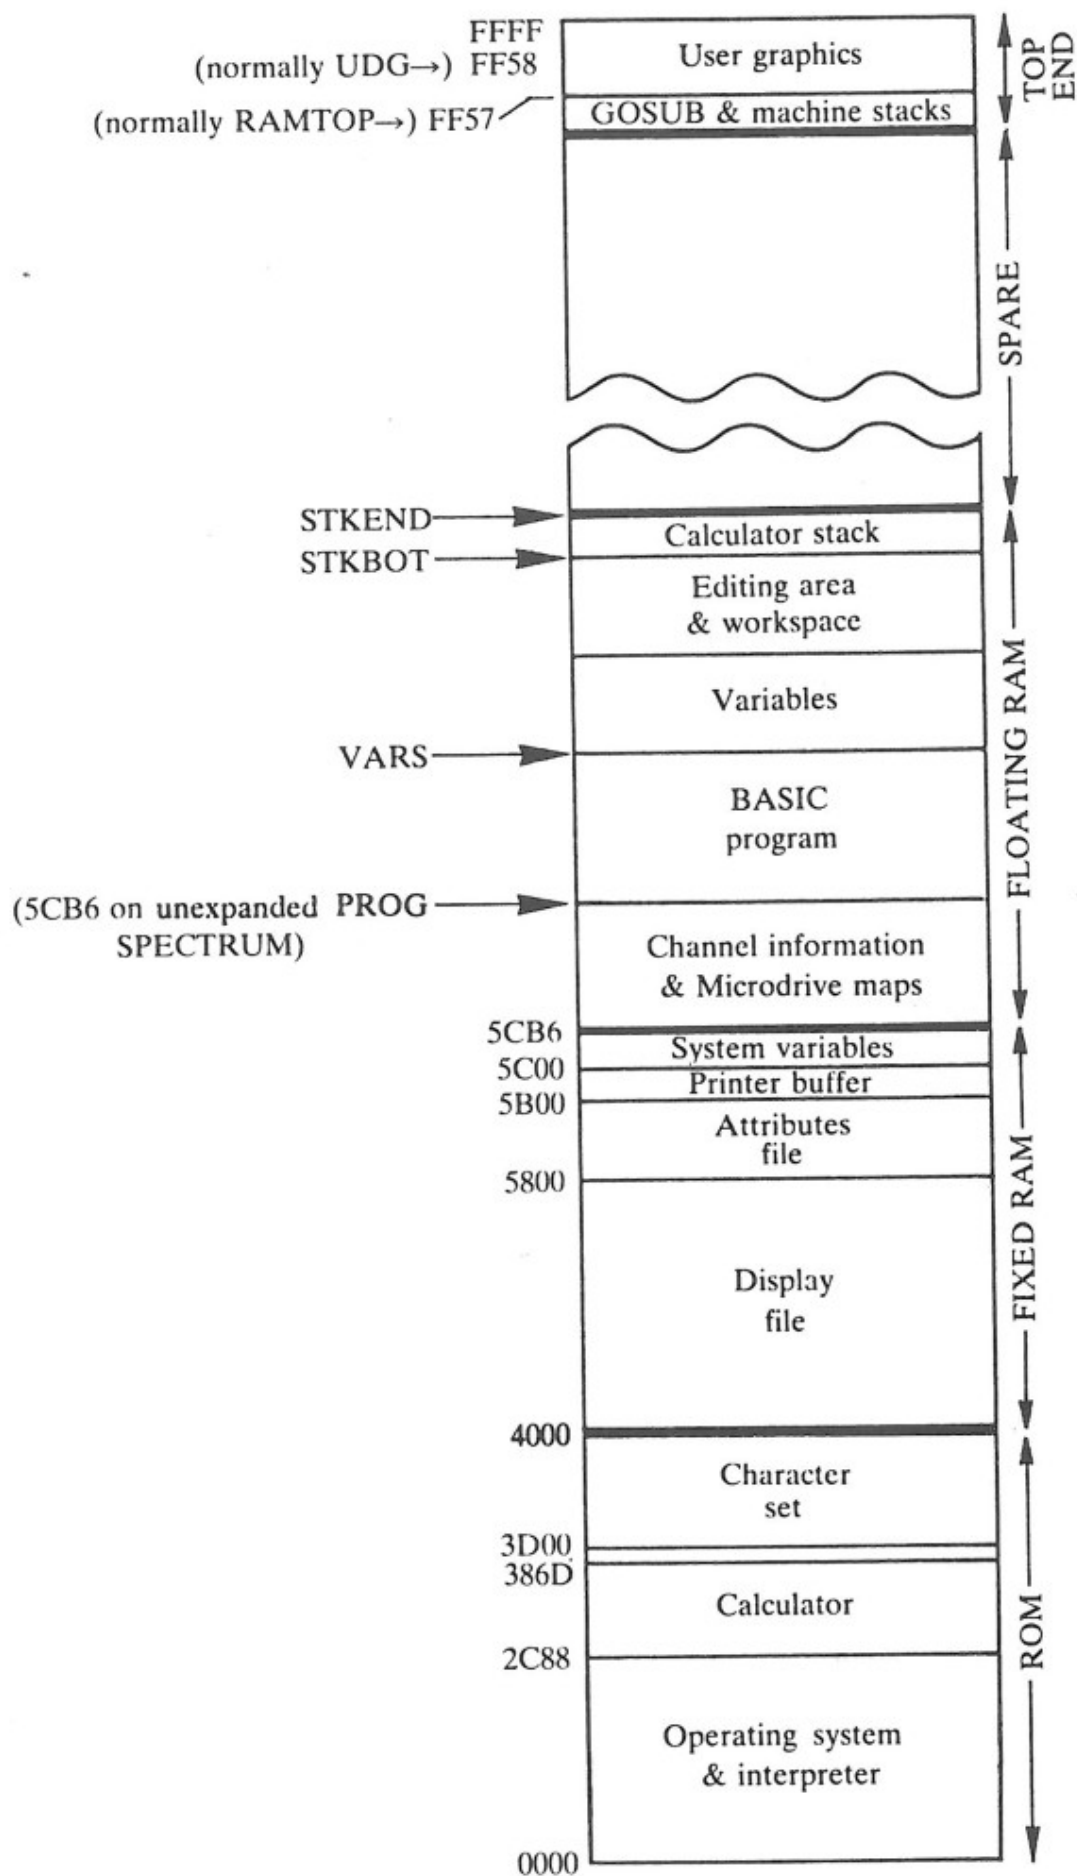 FFFF
(normally UDG→) FF58
(normally RAMTOP→) FF57
User graphics
GOSUB & machine stacks
TOP END
SPARE
STKEND
Calculator stack
STKBOT
Editing area
& workspace
Variables
VARS
BASIC
program
FLOATING RAM
(5CB6 on unexpanded PROG
SPECTRUM)
Channel information
& Microdrive maps
5CB6
System variables
5C00
Printer buffer
5B00
Attributes
file
5800
FIXED RAM
Display
file
4000
Character
set
3D00
386D
Calculator
2C88
ROM
Operating system
& interpreter
0000